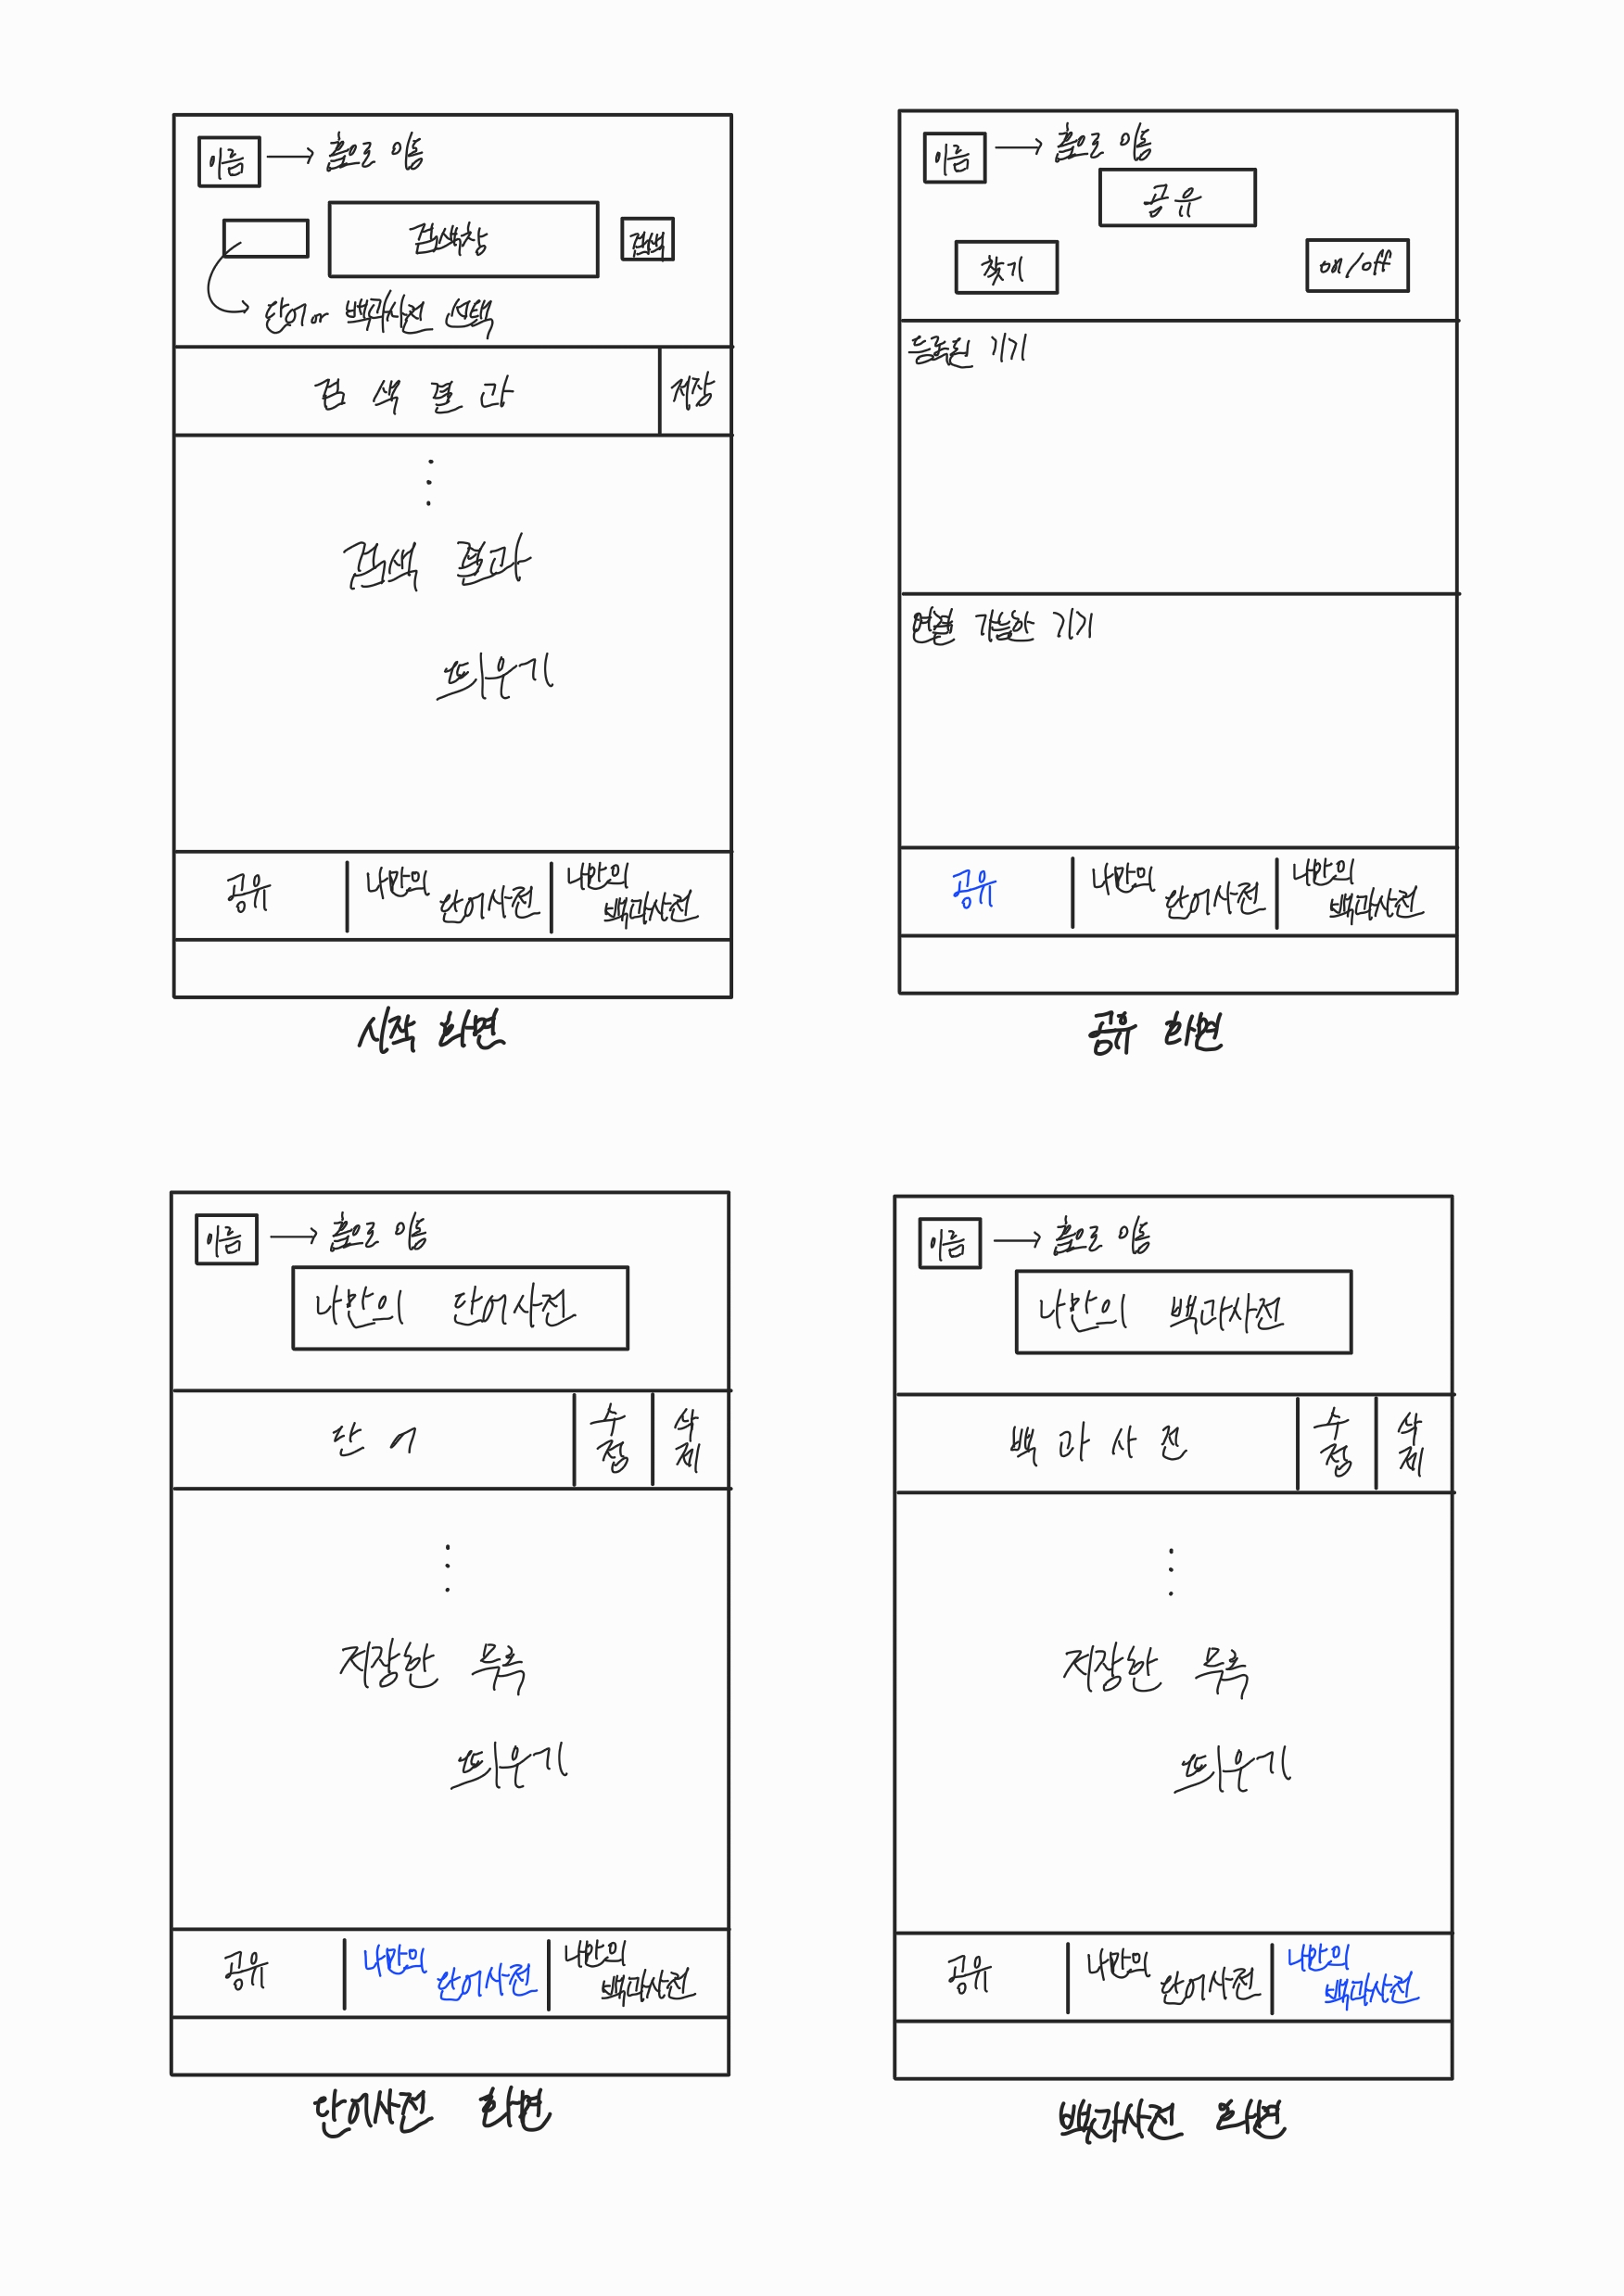 이름 → 홈으로 이동
검색창
검색
단어 or 백과사전 선택
검색결과
저장
검색 결과
띄우기
공유
나만의
단어사전
나만의
백과사전
시작 화면
이름 → 홈으로 이동
공유
찾기
on/off
등록된 기기
연결 가능한 기기
공유
나만의
단어사전
나만의
백과사전
공유 화면
이름 → 홈으로 이동
나만의 단어사전
단어
수정
삭제
저장한 목록
띄우기
공유
나만의
단어사전
나만의
백과사전
단어사전 화면
이름 → 홈으로 이동
나만의 백과사전
백과사전
수정
삭제
저장한 목록
띄우기
공유
나만의
단어사전
나만의
백과사전
백과사전 화면